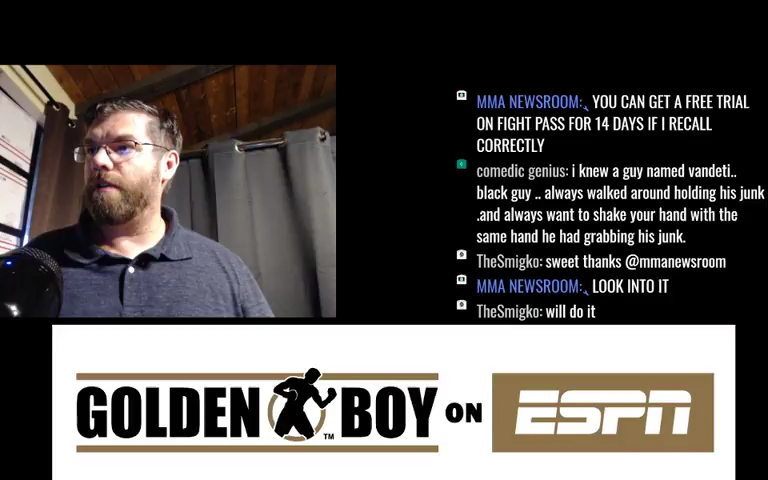 MMA NEWSROOM: YOU CAN GET A FREE TRIAL
ON FIGHT PASS FOR 14 DAYS IF I RECALL
CORRECTLY
comedic genius: i knew a guy named vandeti..
black guy .. always walked around holding his junk
.and always want to shake your hand with the
same hand he had grabbing his junk.
TheSmigko: sweet thanks @mmanewsroom
MMA NEWSROOM: LOOK INTO IT
TheSmigko: will do it
GOLDEN BOY ON ESPN
TM